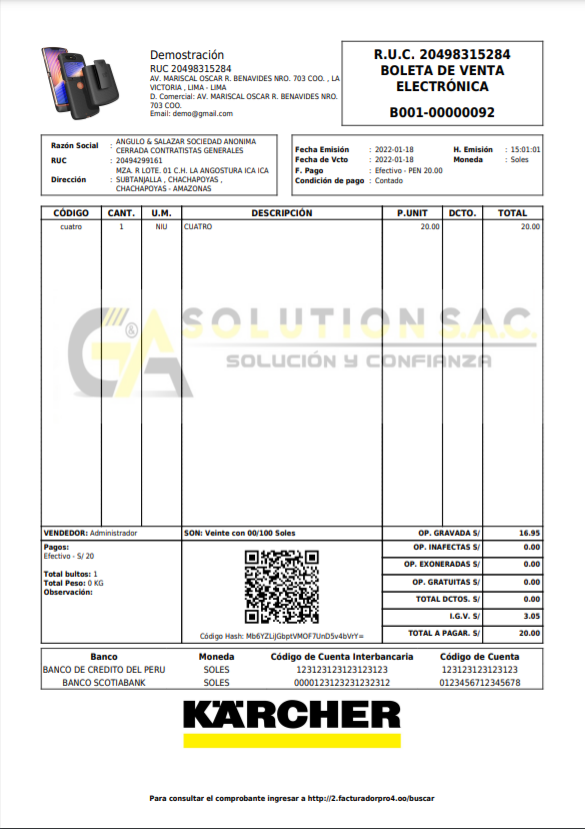 Demostración
RUC 20498315284
AV. MARISCAL OSCAR R. BENAVIDES NRO. 703 COO. , LA
VICTORIA , LIMA - LIMA
D. Comercial: AV. MARISCAL OSCAR R. BENAVIDES NRO.
703 COO.
Email: demo@gmail.com
R.U.C. 20498315284
BOLETA DE VENTA
ELECTRÓNICA
B001-00000092
Razón Social : ANGULO & SALAZAR SOCIEDAD ANONIMA
CERRADA CONTRATISTAS GENERALES
RUC : 20494299161
Dirección : MZA. R LOTE. 01 C.H. LA ANGOSTURA ICA ICA
SUBTANJALLA , CHACHAPOYAS ,
CHACHAPOYAS - AMAZONAS
Fecha Emisión : 2022-01-18 H. Emisión : 15:01:01
Fecha de Vcto : 2022-01-18 Moneda : Soles
F. Pago : Efectivo - PEN 20.00
Condición de pago : Contado
CÓDIGO CANT. U.M. DESCRIPCIÓN P.UNIT DCTO. TOTAL
cuatro 1 NIU CUATRO 20.00 20.00
G&A SOLUTION S.A.C.
SOLUCIÓN Y CONFIANZA
VENDEDOR: Administrador SON: Veinte con 00/100 Soles OP. GRAVADA S/ 16.95
Pagos:
Efectivo - S/ 20
Total bultos: 1
Total Peso: 0 KG
Observación:
Código Hash: Mb6YZLiJGbptVMOF7UnD5v4bVrY=
OP. INAFECTAS S/ 0.00
OP. EXONERADAS S/ 0.00
OP. GRATUITAS S/ 0.00
TOTAL DCTOS. S/ 0.00
I.G.V. S/ 3.05
TOTAL A PAGAR. S/ 20.00
Banco Moneda Código de Cuenta Interbancaria Código de Cuenta
BANCO DE CREDITO DEL PERU SOLES 123123123123123123 123123123123123
BANCO SCOTIABANK SOLES 0000123123231232312 0123456712345678
KÄRCHER
Para consultar el comprobante ingresar a http://2.facturadorpro4.oo/buscar